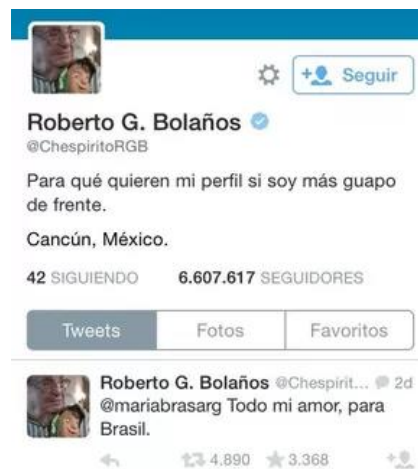 Seguir
Roberto G. Bolaños
@ChespiritoRGB
Para qué quieren mi perfil si soy más guapo
de frente.
Cancún, México.
42 SIGUIENDO 6.607.617 SEGUIDORES
Tweets Fotos Favoritos
Roberto G. Bolaños @Chespirit... 2d
@mariabrasarg Todo mi amor, para
Brasil.
4.890 3.368